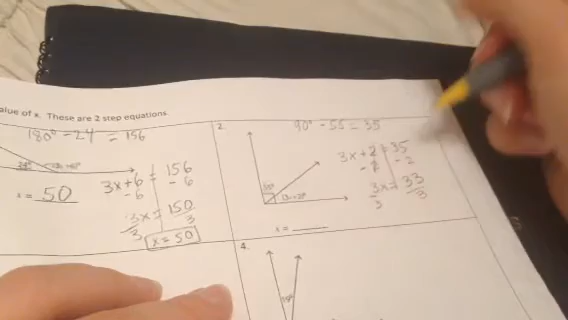 alue of x. These are 2 step equations.
180° - 24 = 156
24°
x = 50
3x+6 = 156
-6 -6
3x = 150
3 3
x = 50
2.
90° - 55 = 35
55°
3x + 2 = 35
-2 -2
3x = 33
3 3
x =
4.